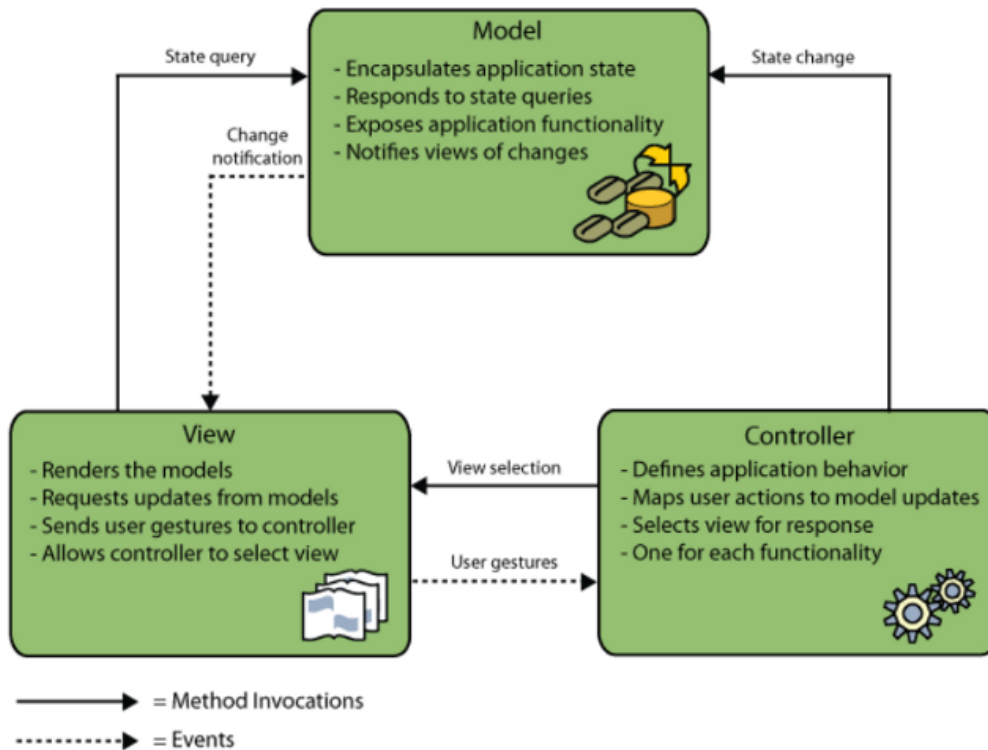 Model
- Encapsulates application state
- Responds to state queries
- Exposes application functionality
- Notifies views of changes
State query
State change
Change
notification
View
- Renders the models
- Requests updates from models
- Sends user gestures to controller
- Allows controller to select view
View selection
User gestures
Controller
- Defines application behavior
- Maps user actions to model updates
- Selects view for response
- One for each functionality
= Method Invocations
= Events